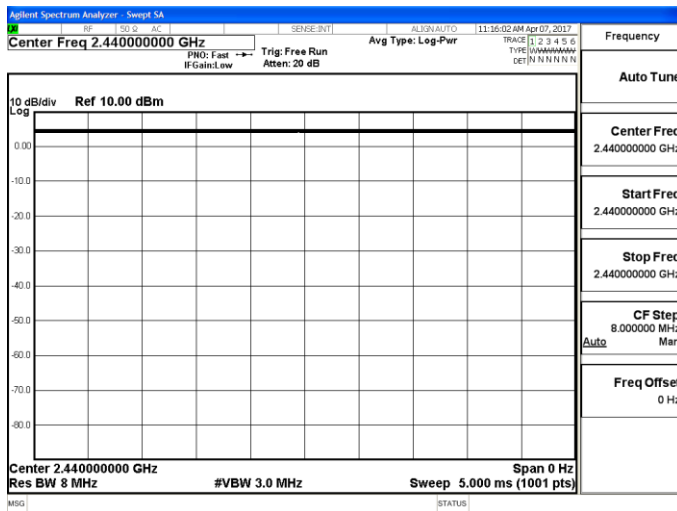 Agilent Spectrum Analyzer - Swept SA
RF 50 Ω AC SENSE:INT ALIGN AUTO 11:16:02 AM Apr 07, 2017
Center Freq 2.440000000 GHz
PNO: Fast
IFGain:Low
Trig: Free Run
Atten: 20 dB
Avg Type: Log-Pwr
TRACE 1 2 3 4 5 6
TYPE
DET N N N N N N
10 dB/div Ref 10.00 dBm
Log
0.00
-10.0
-20.0
-30.0
-40.0
-50.0
-60.0
-70.0
-80.0
Center 2.440000000 GHz Span 0 Hz
Res BW 8 MHz #VBW 3.0 MHz Sweep 5.000 ms (1001 pts)
MSG STATUS
Frequency
Auto Tune
Center Freq
2.440000000 GHz
Start Freq
2.440000000 GHz
Stop Freq
2.440000000 GHz
CF Step
8.000000 MHz
Auto Man
Freq Offset
0 Hz